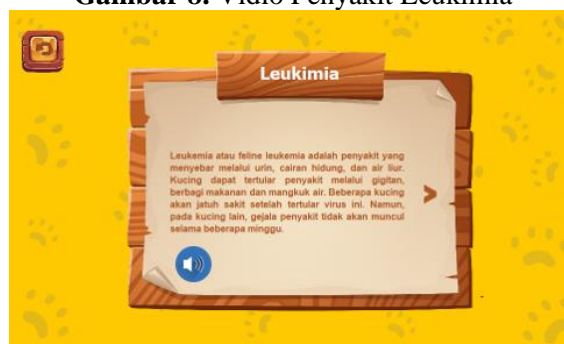 Gambar 8. Vidio Penyakit Leukimia
Leukimia
Leukemia atau feline leukemia adalah penyakit yang
menyebar melalui urin, cairan hidung, dan air liur.
Kucing dapat tertular penyakit melalui gigitan,
berbagi makanan dan mangkuk air. Beberapa kucing
akan jatuh sakit setelah tertular virus ini. Namun,
pada kucing lain, gejala penyakit tidak akan muncul
selama beberapa minggu.